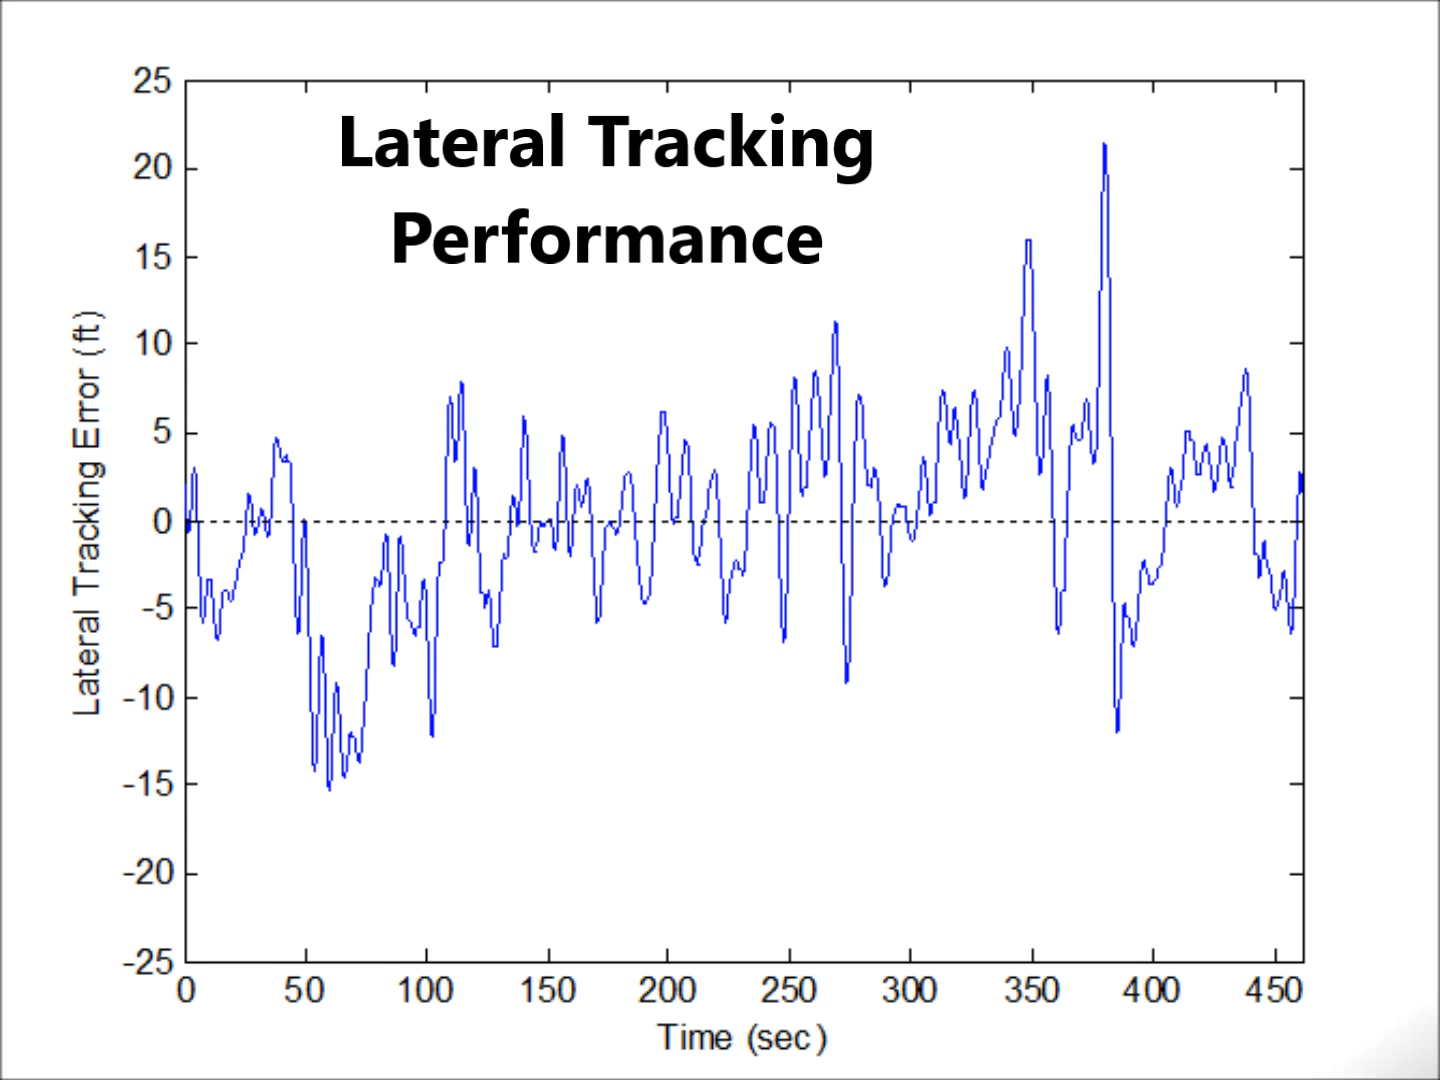 Lateral Tracking
Performance
25
20
15
10
5
0
-5
-10
-15
-20
-25
Lateral Tracking Error (ft)
0 50 100 150 200 250 300 350 400 450
Time (sec)